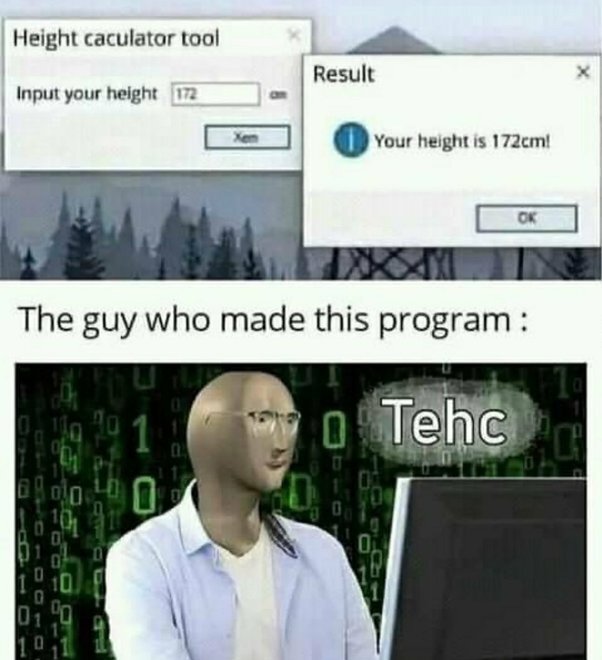 Height caculator tool
Input your height 172 cm
Xem
Result
Your height is 172cm!
OK
The guy who made this program :
Tehc